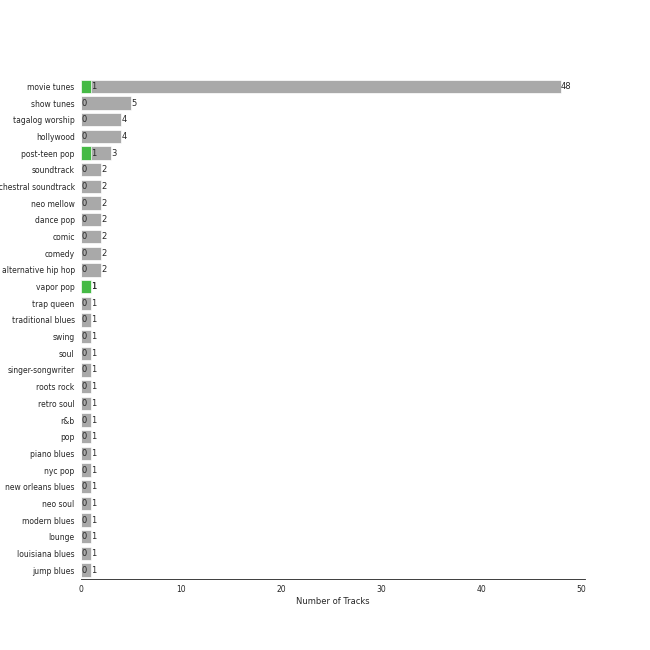 movie tunes 1 48
show tunes 0 5
tagalog worship 0 4
hollywood 0 4
post-teen pop 1 3
soundtrack 0 2
chestral soundtrack 0 2
neo mellow 0 2
dance pop 0 2
comic 0 2
comedy 0 2
alternative hip hop 0 2
vapor pop 1
trap queen 0 1
traditional blues 0 1
swing 0 1
soul 0 1
singer-songwriter 0 1
roots rock 0 1
retro soul 0 1
r&b 0 1
pop 0 1
piano blues 0 1
nyc pop 0 1
new orleans blues 0 1
neo soul 0 1
modern blues 0 1
lounge 0 1
louisiana blues 0 1
jump blues 0 1
0 10 20 30 40 50
Number of Tracks